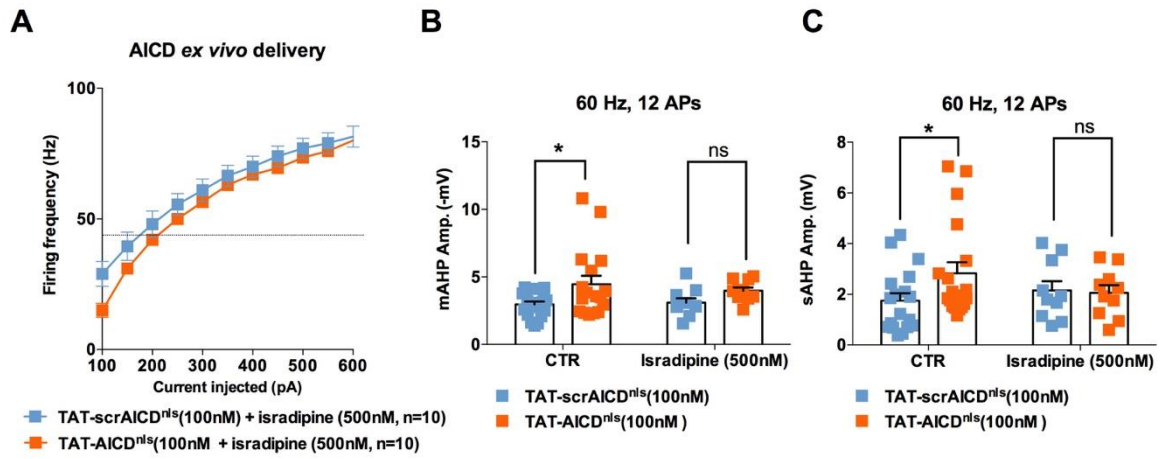 A
AICD ex vivo delivery
Firing frequency (Hz)
100
50
0
100 200 300 400 500 600
Current injected (pA)
TAT-scrAICDnls(100nM) + isradipine (500nM, n=10)
TAT-AICDnls(100nM + isradipine (500nM, n=10)
B
60 Hz, 12 APs
mAHP Amp. (-mV)
15
10
5
0
*
ns
CTR Isradipine (500nM)
TAT-scrAICDnls(100nM)
TAT-AICDnls(100nM )
C
60 Hz, 12 APs
sAHP Amp. (mV)
8
6
4
2
0
*
ns
CTR Isradipine (500nM)
TAT-scrAICDnls(100nM)
TAT-AICDnls(100nM )